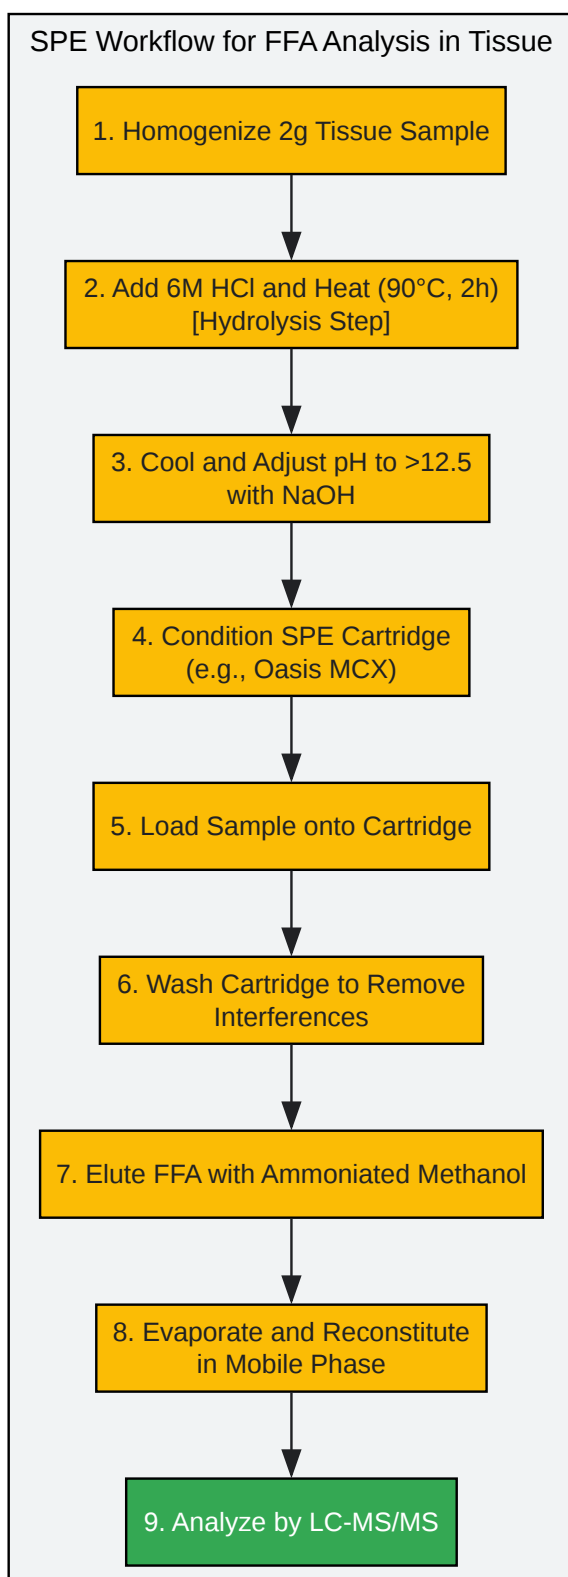 SPE Workflow for FFA Analysis in Tissue
1. Homogenize 2g Tissue Sample
2. Add 6M HCl and Heat (90°C, 2h)
[Hydrolysis Step]
3. Cool and Adjust pH to >12.5
with NaOH
4. Condition SPE Cartridge
(e.g., Oasis MCX)
5. Load Sample onto Cartridge
6. Wash Cartridge to Remove
Interferences
7. Elute FFA with Ammoniated Methanol
8. Evaporate and Reconstitute
in Mobile Phase
9. Analyze by LC-MS/MS